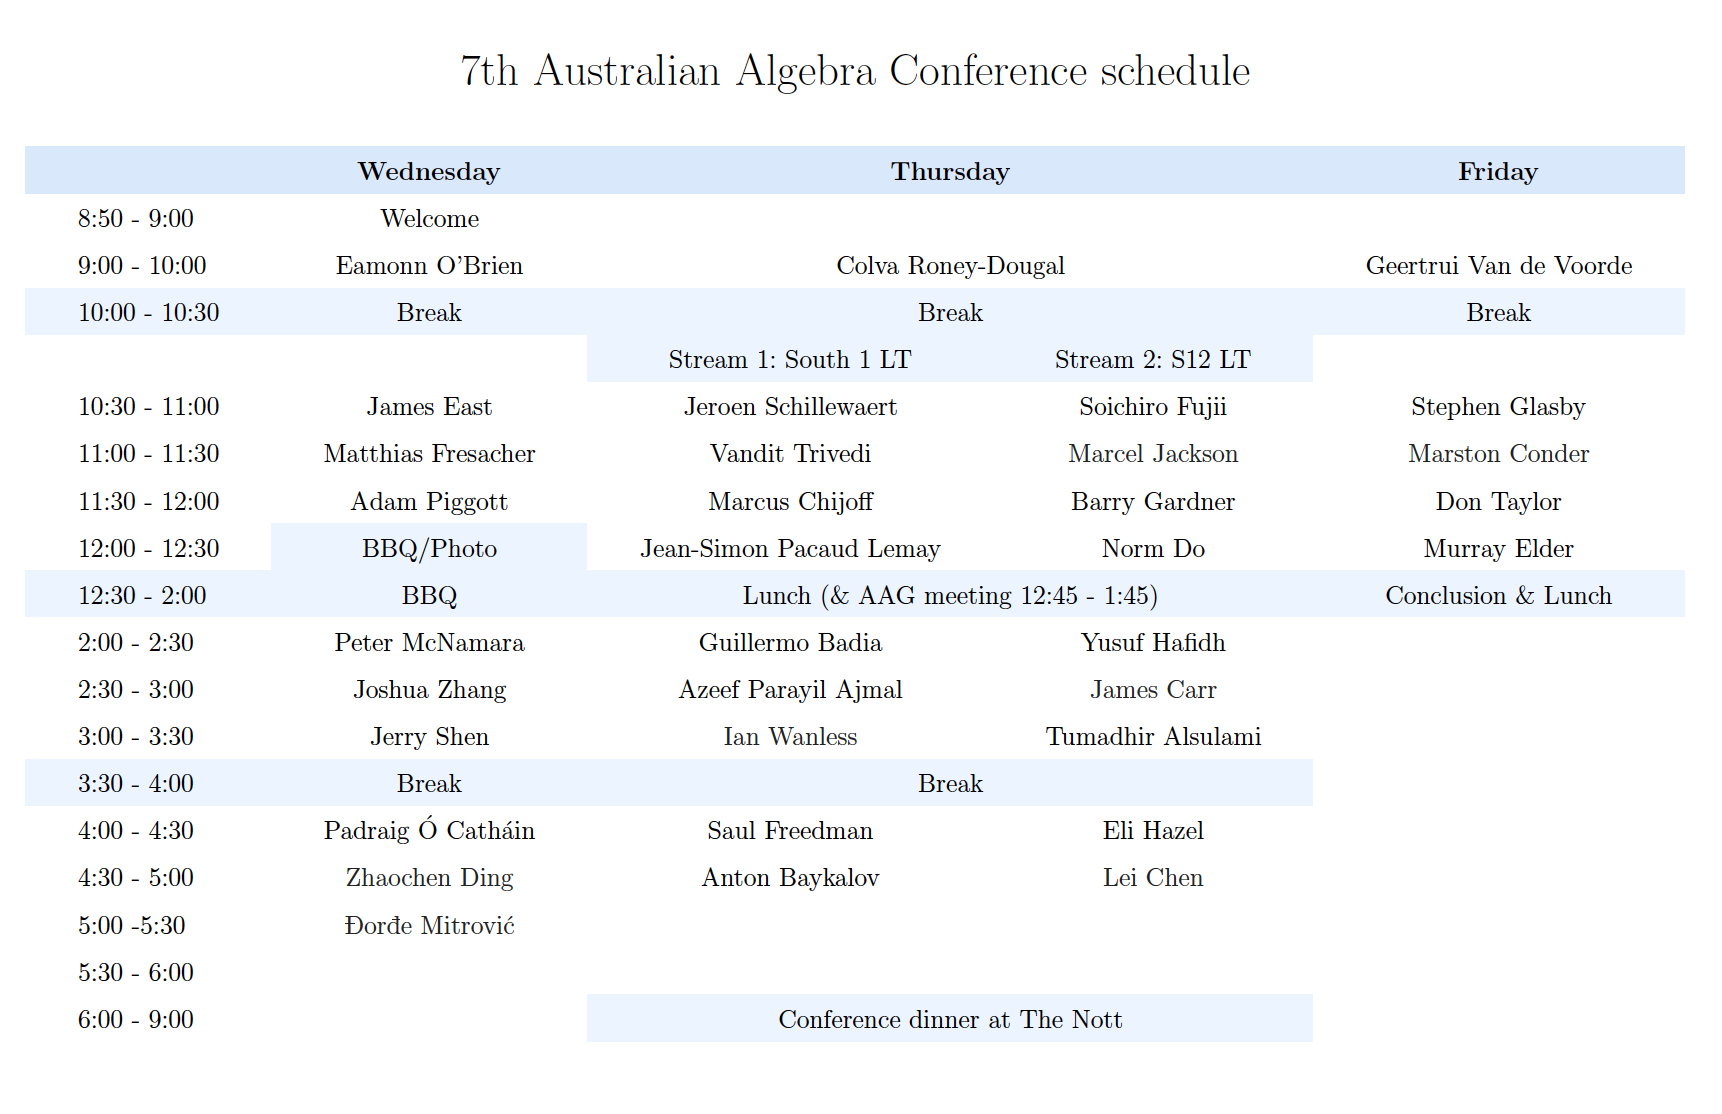 7th Australian Algebra Conference schedule
Wednesday Thursday Friday
8:50 - 9:00 Welcome
9:00 - 10:00 Eamonn O'Brien Colva Roney-Dougal Geertrui Van de Voorde
10:00 - 10:30 Break Break Break
Stream 1: South 1 LT Stream 2: S12 LT
10:30 - 11:00 James East Jeroen Schillewaert Soichiro Fujii Stephen Glasby
11:00 - 11:30 Matthias Fresacher Vandit Trivedi Marcel Jackson Marston Conder
11:30 - 12:00 Adam Piggott Marcus Chijoff Barry Gardner Don Taylor
12:00 - 12:30 BBQ/Photo Jean-Simon Pacaud Lemay Norm Do Murray Elder
12:30 - 2:00 BBQ Lunch (& AAG meeting 12:45 - 1:45) Conclusion & Lunch
2:00 - 2:30 Peter McNamara Guillermo Badia Yusuf Hafidh
2:30 - 3:00 Joshua Zhang Azeef Parayil Ajmal James Carr
3:00 - 3:30 Jerry Shen Ian Wanless Tumadhir Alsulami
3:30 - 4:00 Break Break
4:00 - 4:30 Padraig Ó Catháin Saul Freedman Eli Hazel
4:30 - 5:00 Zhaochen Ding Anton Baykalov Lei Chen
5:00 -5:30 Đorđe Mitrović
5:30 - 6:00
6:00 - 9:00 Conference dinner at The Nott